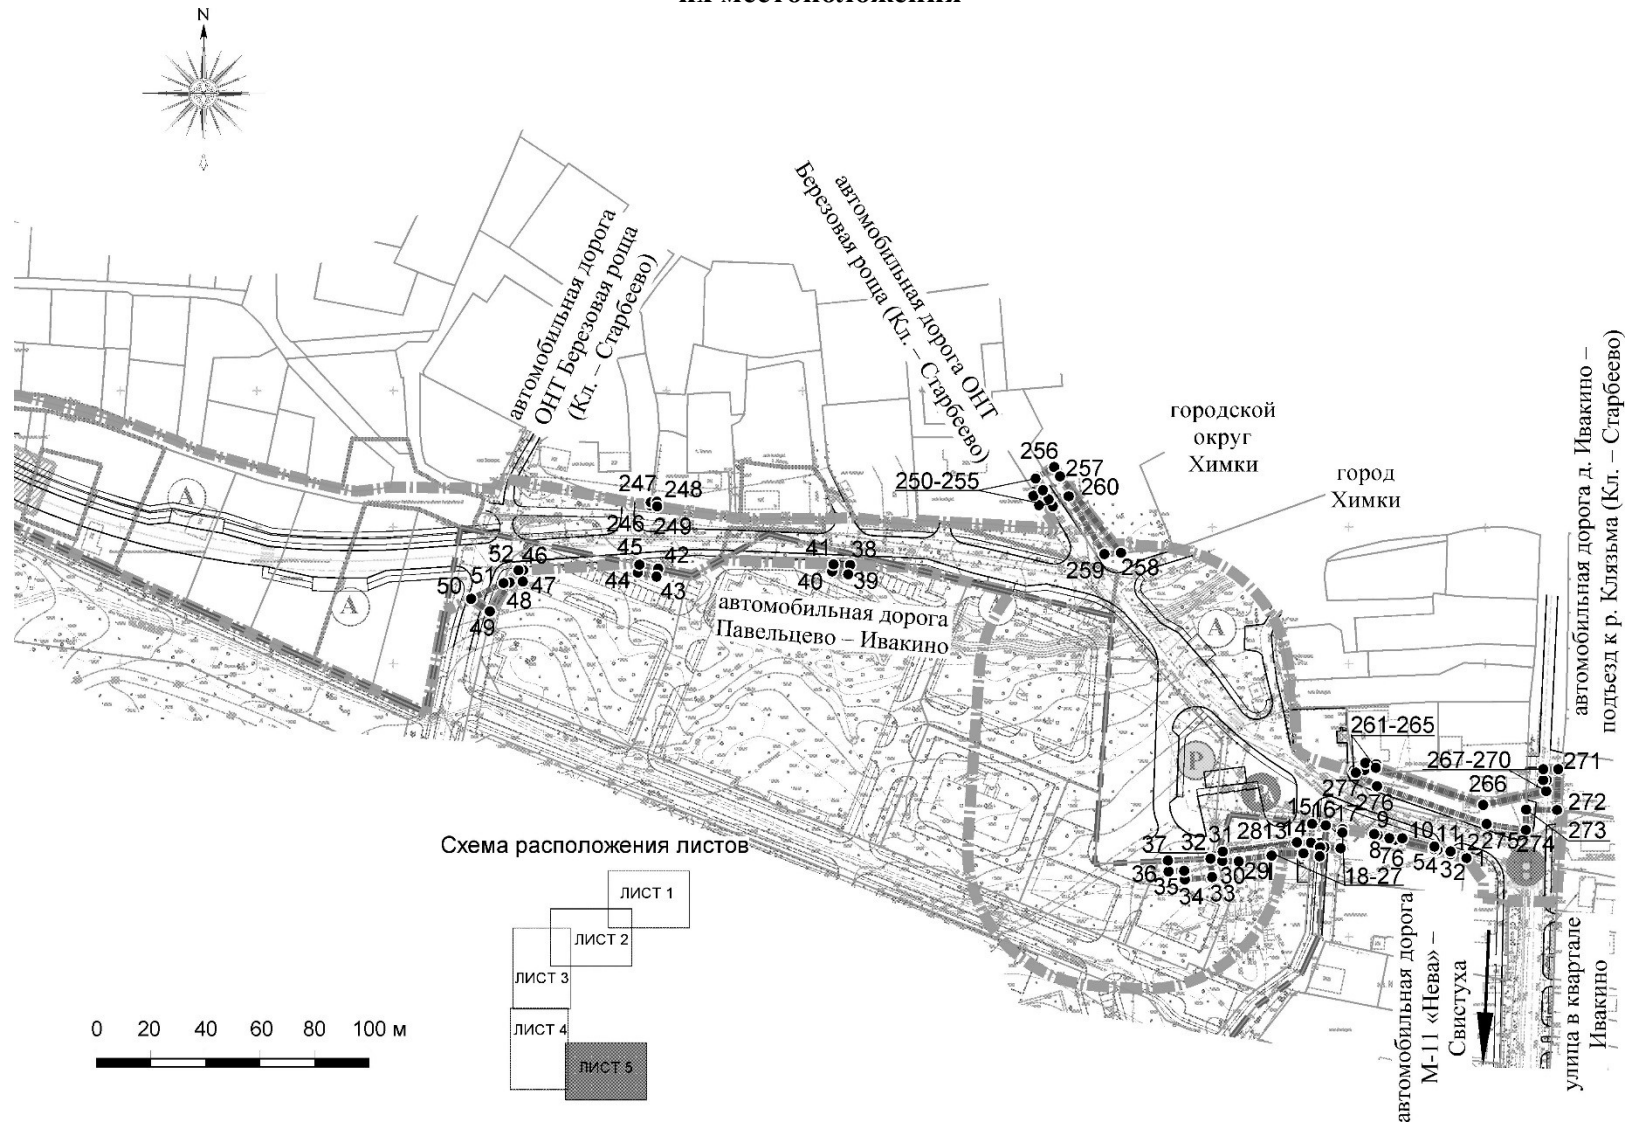 их местоположения
N
автомобильная дорога
ОНТ Березовая роща
(Кл. – Старбеево)
автомобильная дорога ОНТ
Березовая роща (Кл. – Старбеево)
городской
округ
Химки
город
Химки
автомобильная дорога д. Ивакино –
подъезд к р. Клязьма (Кл. – Старбеево)
256
257
250-255
260
247
248
246
249
259
258
52
46
45
42
41
38
50
51
47
44
43
40
39
48
49
А
А
А
автомобильная дорога
Павельцево – Ивакино
261-265
267-270
271
266
277
276
272
273
274
275
Р
15
16
17
9
10
11
12
1
37
32
31
28
13
14
8
7
6
54
32
36
35
34
33
30
29
18-27
Схема расположения листов
ЛИСТ 1
ЛИСТ 2
ЛИСТ 3
ЛИСТ 4
ЛИСТ 5
0 20 40 60 80 100 м
автомобильная дорога
М-11 «Нева» –
Свистуха
улица в квартале
Ивакино